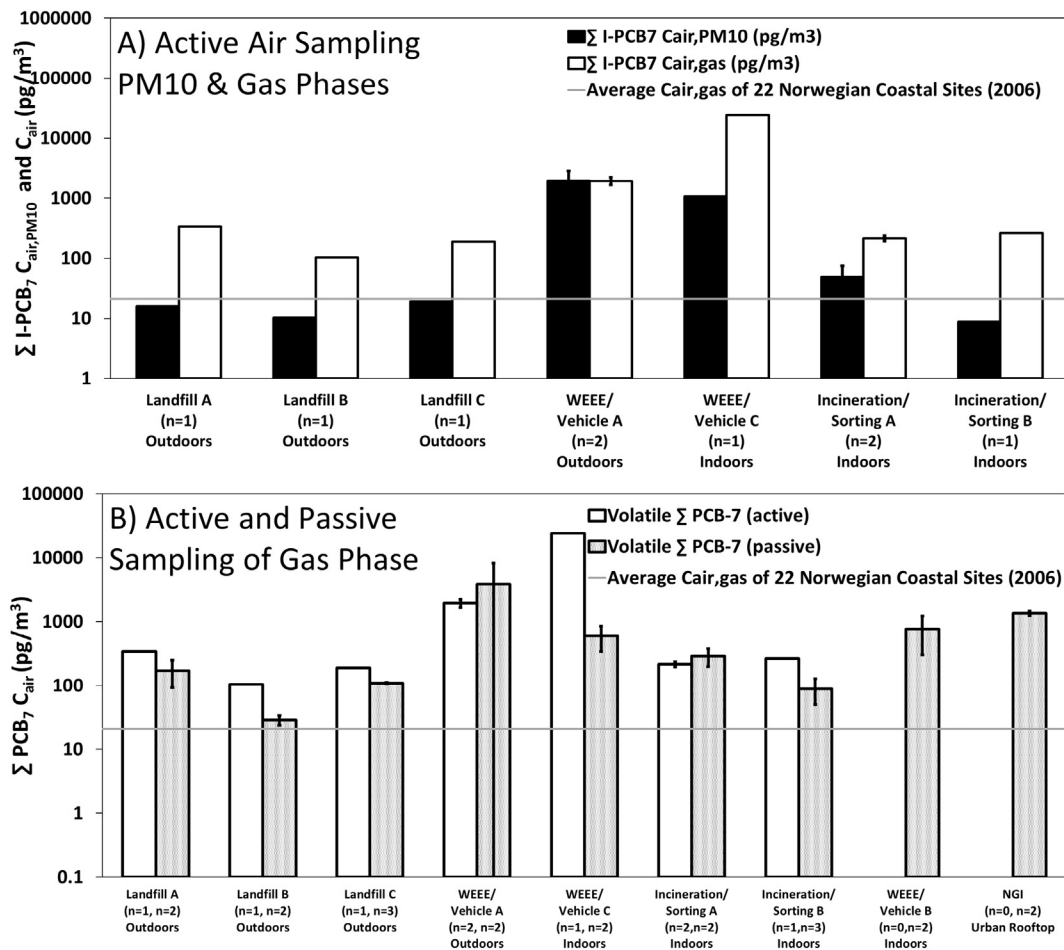 A) Active Air Sampling
PM10 & Gas Phases
∑ I-PCB7 Cair,PM10 (pg/m3)
∑ I-PCB7 Cair,gas (pg/m3)
Average Cair,gas of 22 Norwegian Coastal Sites (2006)
∑ I-PCB₇ C_air,PM10 and C_air (pg/m³)
1000000
100000
10000
1000
100
10
1
Landfill A
(n=1)
Outdoors
Landfill B
(n=1)
Outdoors
Landfill C
(n=1)
Outdoors
WEEE/
Vehicle A
(n=2)
Outdoors
WEEE/
Vehicle C
(n=1)
Indoors
Incineration/
Sorting A
(n=2)
Indoors
Incineration/
Sorting B
(n=1)
Indoors
B) Active and Passive
Sampling of Gas Phase
Volatile ∑ PCB-7 (active)
Volatile ∑ PCB-7 (passive)
Average Cair,gas of 22 Norwegian Coastal Sites (2006)
∑ PCB₇ C_air (pg/m³)
100000
10000
1000
100
10
1
0.1
Landfill A
(n=1, n=2)
Outdoors
Landfill B
(n=1, n=2)
Outdoors
Landfill C
(n=1, n=3)
Outdoors
WEEE/
Vehicle A
(n=2, n=2)
Outdoors
WEEE/
Vehicle C
(n=1, n=2)
Indoors
Incineration/
Sorting A
(n=2,n=2)
Indoors
Incineration/
Sorting B
(n=1,n=3)
Indoors
WEEE/
Vehicle B
(n=0,n=2)
Indoors
NGI
(n=0, n=2)
Urban Rooftop